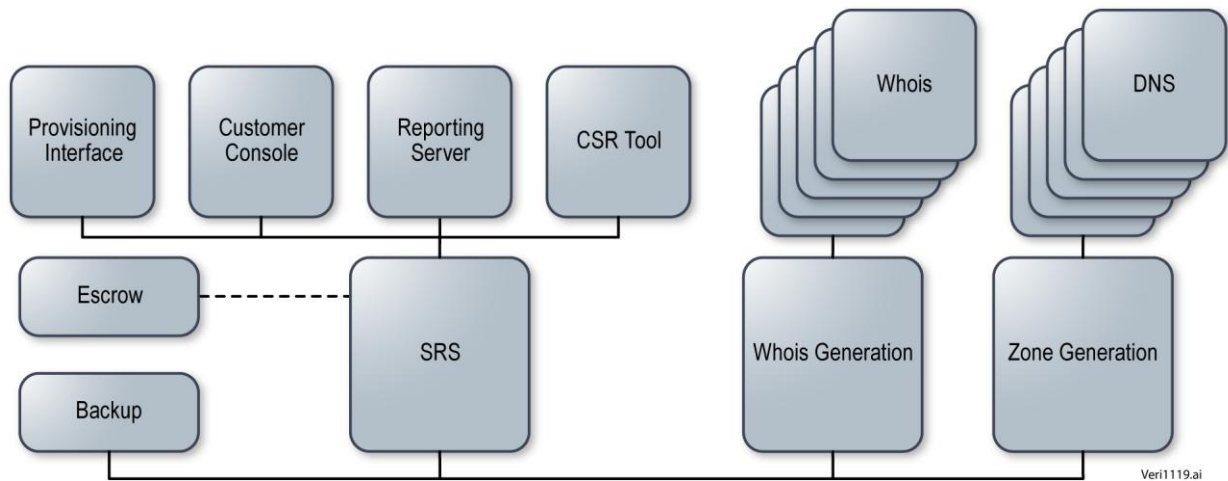 Provisioning
Interface
Customer
Console
Reporting
Server
CSR Tool
Whois
DNS
Escrow
SRS
Whois Generation
Zone Generation
Backup
Veri1119.ai